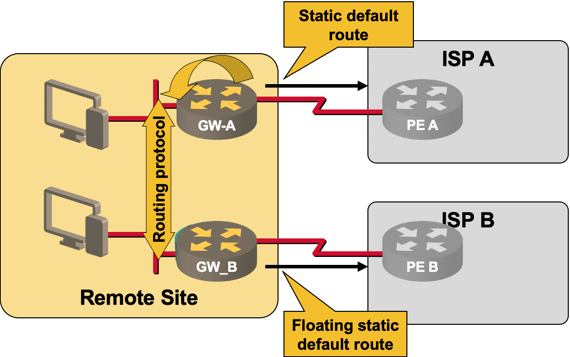 Static default
route
ISP A
GW-A
PE A
Routing protocol
ISP B
GW_B
PE B
Remote Site
Floating static
default route